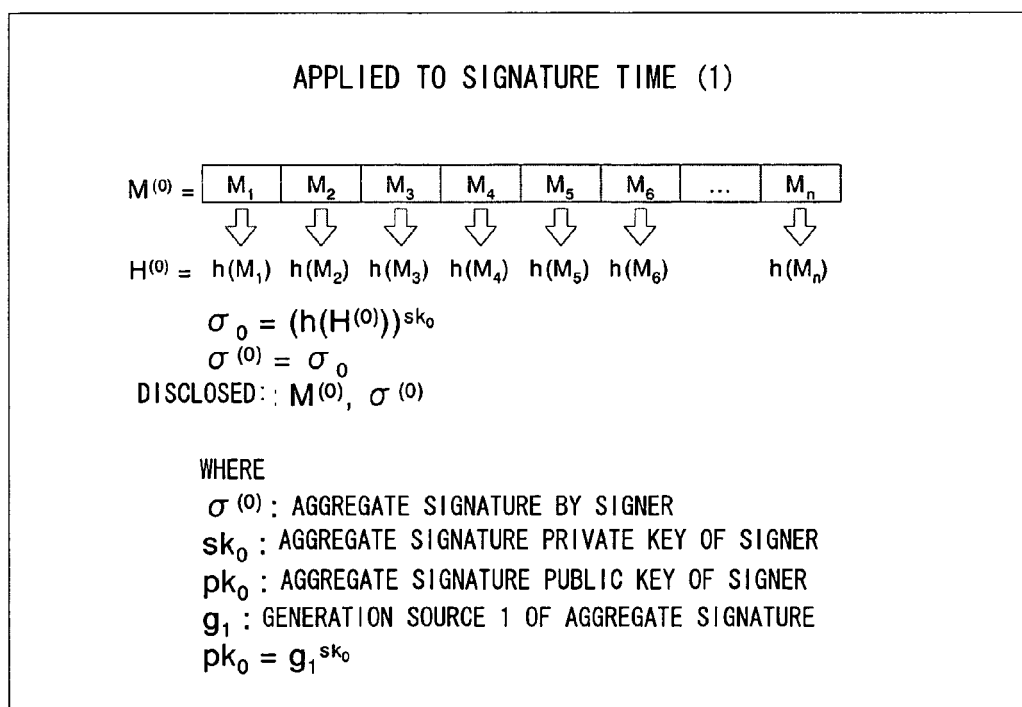 APPLIED TO SIGNATURE TIME (1)
M⁽⁰⁾ = M₁ M₂ M₃ M₄ M₅ M₆ ... Mₙ
H⁽⁰⁾ = h(M₁) h(M₂) h(M₃) h(M₄) h(M₅) h(M₆) h(Mₙ)
σ₀ = (h(H⁽⁰⁾))^sk₀
σ⁽⁰⁾ = σ₀
DISCLOSED: : M⁽⁰⁾, σ⁽⁰⁾
WHERE
σ⁽⁰⁾ : AGGREGATE SIGNATURE BY SIGNER
sk₀ : AGGREGATE SIGNATURE PRIVATE KEY OF SIGNER
pk₀ : AGGREGATE SIGNATURE PUBLIC KEY OF SIGNER
g₁ : GENERATION SOURCE 1 OF AGGREGATE SIGNATURE
pk₀ = g₁^sk₀